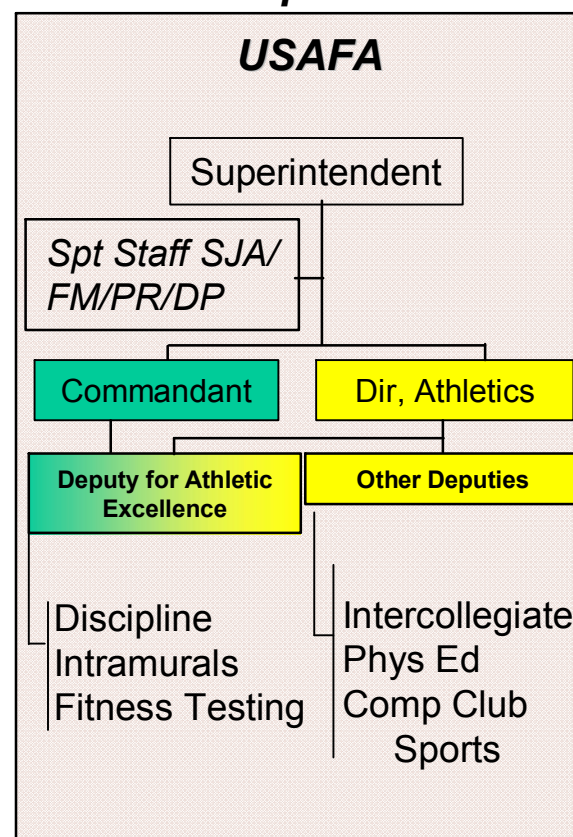 USAFA
Superintendent
Spt Staff SJA/
FM/PR/DP
Commandant
Dir, Athletics
Deputy for Athletic
Excellence
Other Deputies
Discipline
Intramurals
Fitness Testing
Intercollegiate
Phys Ed
Comp Club
Sports